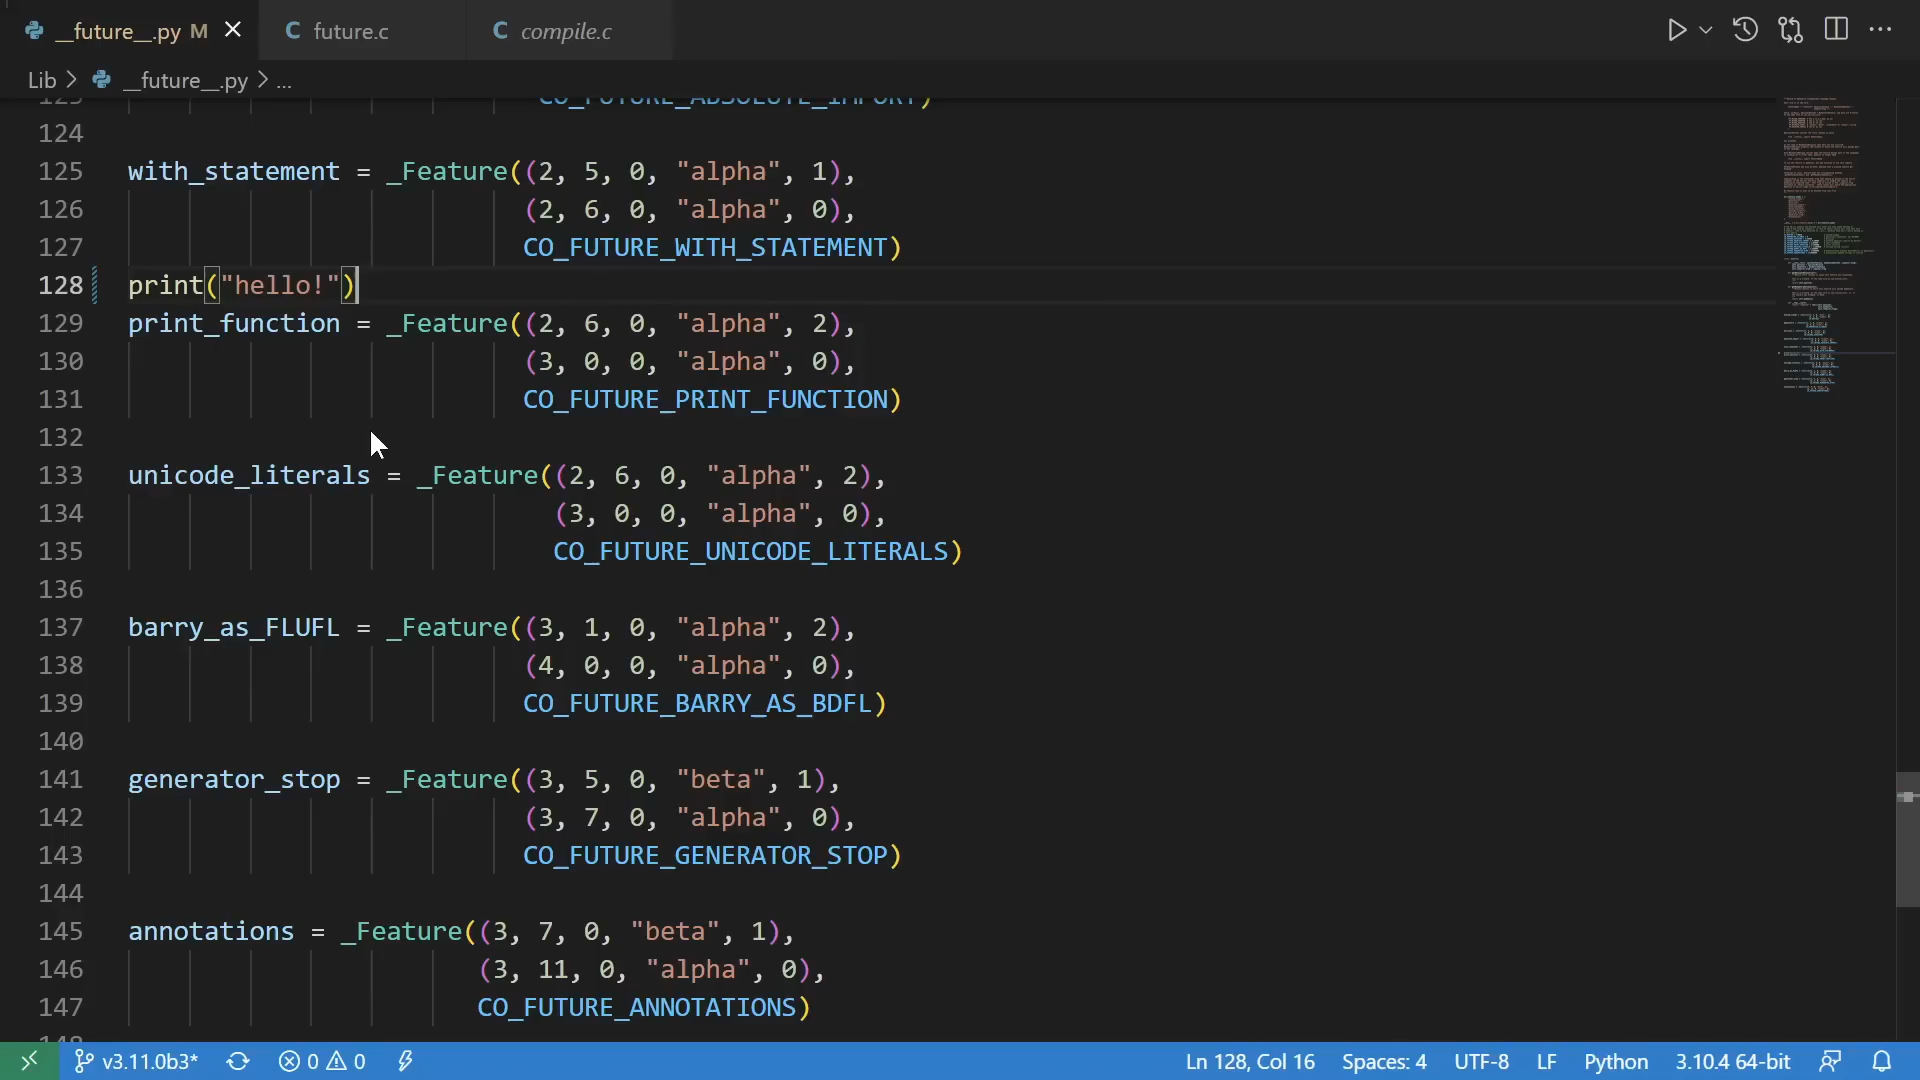 __future__.py M
future.c
compile.c
Lib > __future__.py > ...
123 CO_FUTURE_ABSOLUTE_IMPORT)
124
125 with_statement = _Feature((2, 5, 0, "alpha", 1),
126 (2, 6, 0, "alpha", 0),
127 CO_FUTURE_WITH_STATEMENT)
128 print("hello!")
129 print_function = _Feature((2, 6, 0, "alpha", 2),
130 (3, 0, 0, "alpha", 0),
131 CO_FUTURE_PRINT_FUNCTION)
132
133 unicode_literals = _Feature((2, 6, 0, "alpha", 2),
134 (3, 0, 0, "alpha", 0),
135 CO_FUTURE_UNICODE_LITERALS)
136
137 barry_as_FLUFL = _Feature((3, 1, 0, "alpha", 2),
138 (4, 0, 0, "alpha", 0),
139 CO_FUTURE_BARRY_AS_BDFL)
140
141 generator_stop = _Feature((3, 5, 0, "beta", 1),
142 (3, 7, 0, "alpha", 0),
143 CO_FUTURE_GENERATOR_STOP)
144
145 annotations = _Feature((3, 7, 0, "beta", 1),
146 (3, 11, 0, "alpha", 0),
147 CO_FUTURE_ANNOTATIONS)
148
v3.11.0b3* 0 0 Ln 128, Col 16 Spaces: 4 UTF-8 LF Python 3.10.4 64-bit